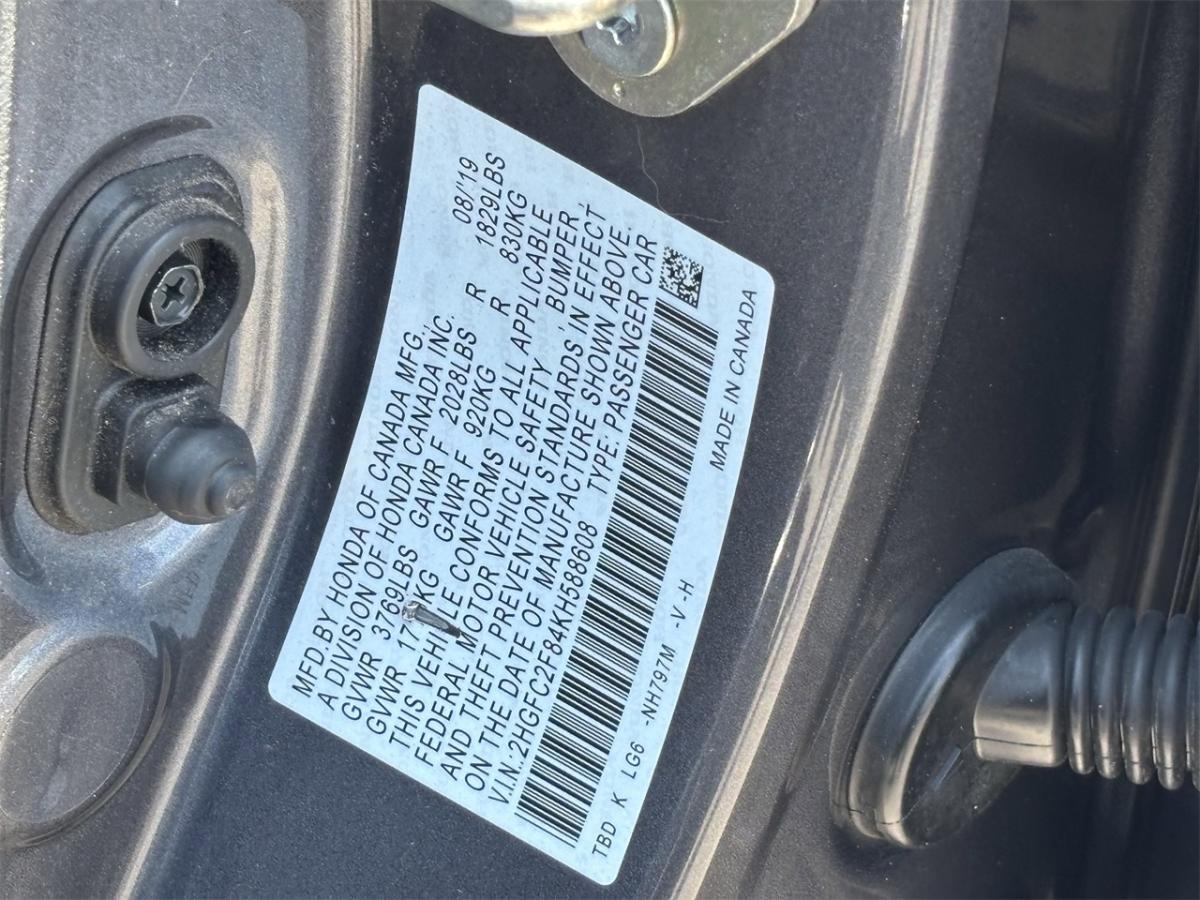 MFD.BY HONDA OF CANADA MFG., 08/'19
A DIVISION OF HONDA CANADA INC.
GVWR 3769LBS GAWR F 2028LBS R 1829LBS
GVWR KG GAWR F 920KG R 830KG
THIS VEHICLE CONFORMS TO ALL APPLICABLE
FEDERAL MOTOR VEHICLE SAFETY, BUMPER,
AND THEFT PREVENTION STANDARDS IN EFFECT
ON THE DATE OF MANUFACTURE SHOWN ABOVE.
V.I.N.:2HGFC2F84KH588608 TYPE: PASSENGER CAR
TBD K LG6 -NH797M -V -H MADE IN CANADA